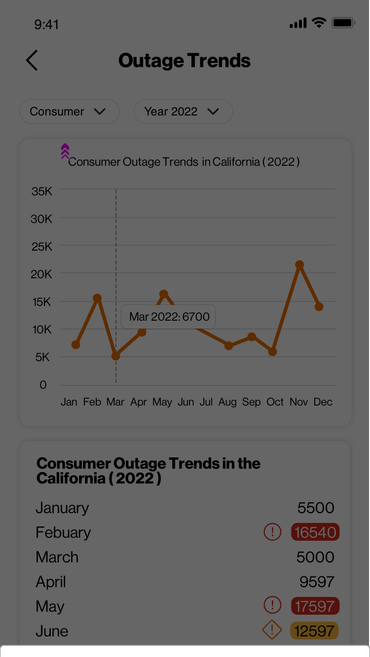 9:41
Outage Trends
Consumer
Year 2022
Consumer Outage Trends in California ( 2022 )
35K
30K
25K
20K
15K
10K
5K
0
Mar 2022: 6700
Jan Feb Mar Apr May Jun Jul Aug Sep Oct Nov Dec
Consumer Outage Trends in the
California ( 2022 )
January 5500
Febuary 16540
March 5000
April 9597
May 17597
June 12597